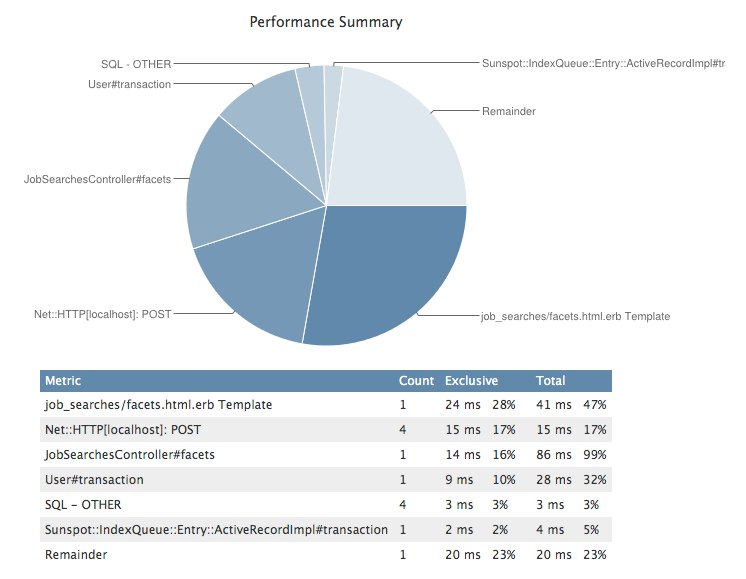 Performance Summary
SQL - OTHER
Sunspot::IndexQueue::Entry::ActiveRecordImpl#tr
User#transaction
Remainder
JobSearchesController#facets
Net::HTTP[localhost]: POST
job_searches/facets.html.erb Template
Metric Count Exclusive Total
job_searches/facets.html.erb Template 1 24 ms 28% 41 ms 47%
Net::HTTP[localhost]: POST 4 15 ms 17% 15 ms 17%
JobSearchesController#facets 1 14 ms 16% 86 ms 99%
User#transaction 1 9 ms 10% 28 ms 32%
SQL - OTHER 4 3 ms 3% 3 ms 3%
Sunspot::IndexQueue::Entry::ActiveRecordImpl#transaction 1 2 ms 2% 4 ms 5%
Remainder 1 20 ms 23% 20 ms 23%